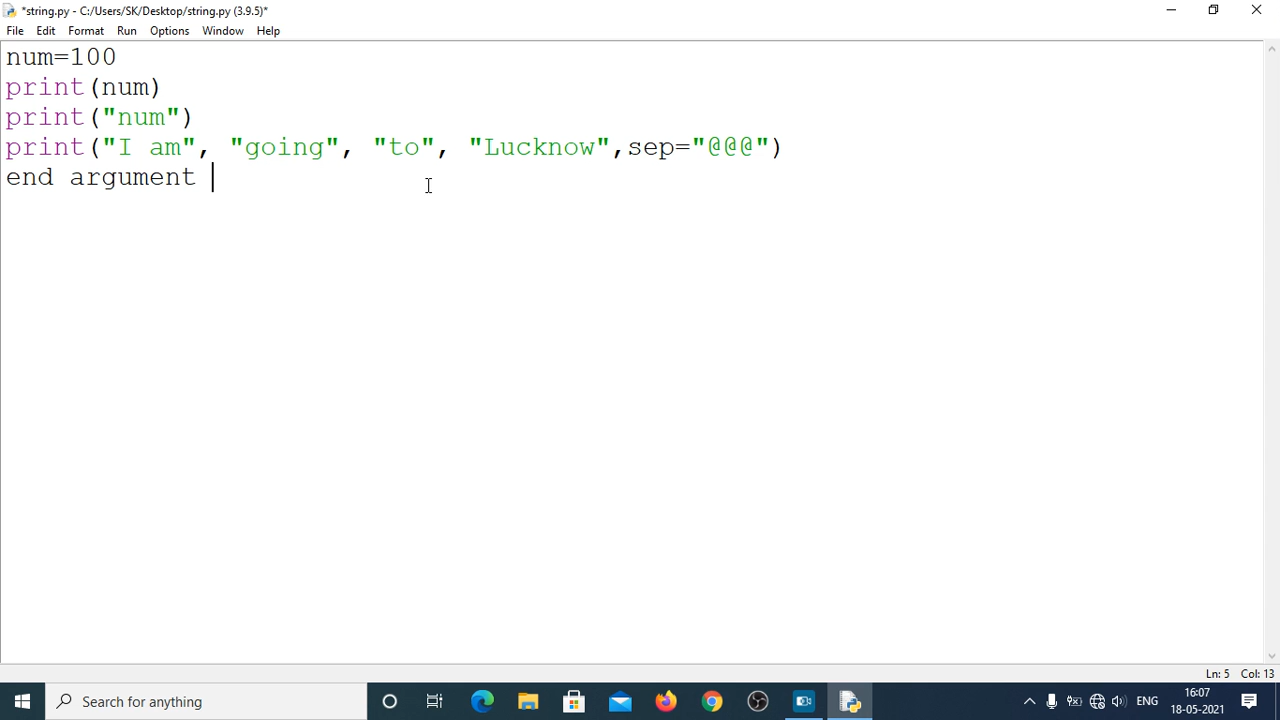 *string.py - C:/Users/SK/Desktop/string.py (3.9.5)*
File Edit Format Run Options Window Help
num=100
print(num)
print("num")
print("I am", "going", "to", "Lucknow",sep="@@@")
end argument
Ln: 5 Col: 13
Search for anything
ENG
16:07
18-05-2021